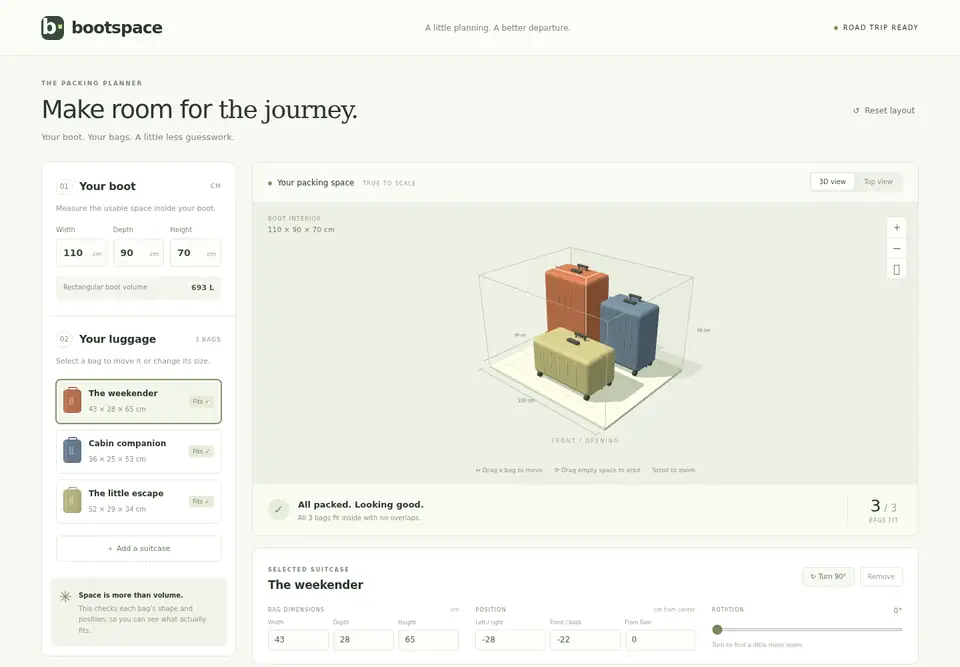 b bootspace
A little planning. A better departure.
ROAD TRIP READY
THE PACKING PLANNER
Make room for the journey.
Your boot. Your bags. A little less guesswork.
↺ Reset layout
01 Your boot CM
Measure the usable space inside your boot.
Width Depth Height
110 cm 90 cm 70 cm
Rectangular boot volume 693 L
02 Your luggage 3 BAGS
Select a bag to move it or change its size.
The weekender
43 × 28 × 65 cm
Fits ✓
Cabin companion
36 × 25 × 53 cm
Fits ✓
The little escape
52 × 29 × 34 cm
Fits ✓
+ Add a suitcase
Space is more than volume.
This checks each bag's shape and
position, so you can see what actually
fits.
Your packing space TRUE TO SCALE
3D view Top view
BOOT INTERIOR
110 × 90 × 70 cm
+
−
90 cm
70 cm
110 cm
FRONT / OPENING
↔ Drag a bag to move ⟳ Drag empty space to orbit Scroll to zoom
✓ All packed. Looking good.
All 3 bags fit inside with no overlaps.
3 / 3
BAGS FIT
SELECTED SUITCASE
The weekender
↻ Turn 90° Remove
BAG DIMENSIONS cm
Width Depth Height
43 28 65
POSITION cm from center
Left / right Front / back From floor
-28 -22 0
ROTATION 0°
Turn to find a little more room.